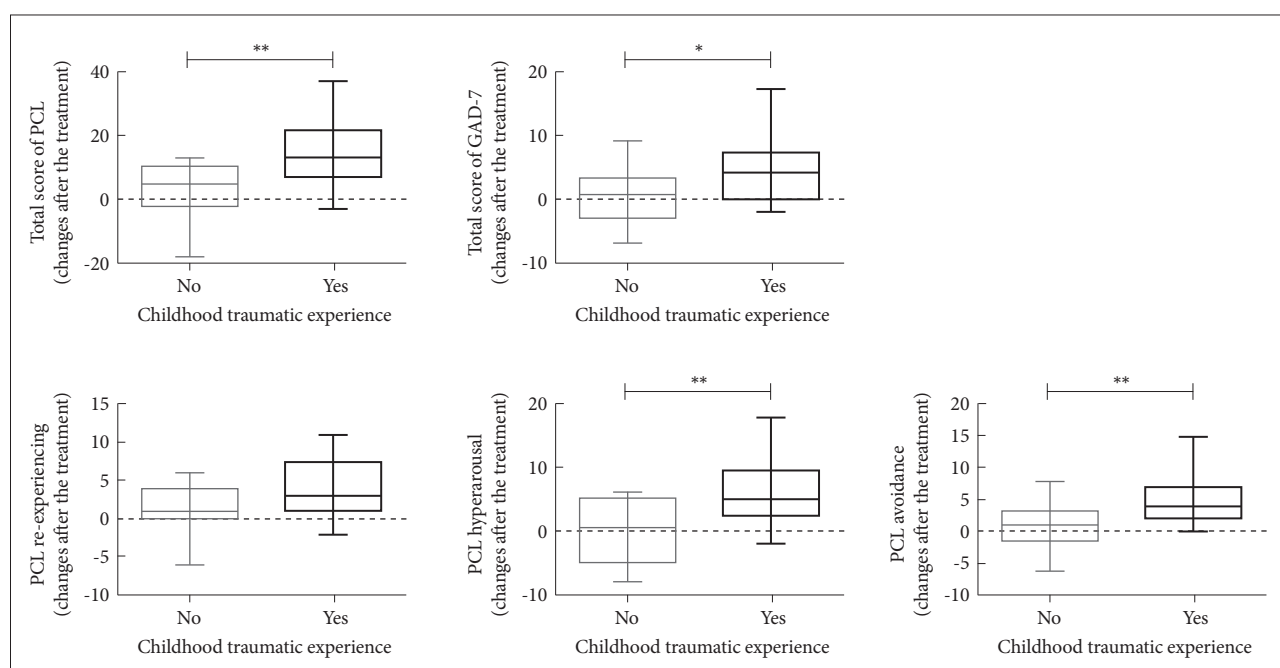 **
Total score of PCL
(changes after the treatment)
40
20
0
-20
No
Yes
Childhood traumatic experience
*
Total score of GAD-7
(changes after the treatment)
20
10
0
-10
No
Yes
Childhood traumatic experience
PCL re-experiencing
(changes after the treatment)
15
10
5
0
-5
-10
No
Yes
Childhood traumatic experience
**
PCL hyperarousal
(changes after the treatment)
20
10
0
-10
No
Yes
Childhood traumatic experience
**
PCL avoidance
(changes after the treatment)
20
15
10
5
0
-5
-10
No
Yes
Childhood traumatic experience